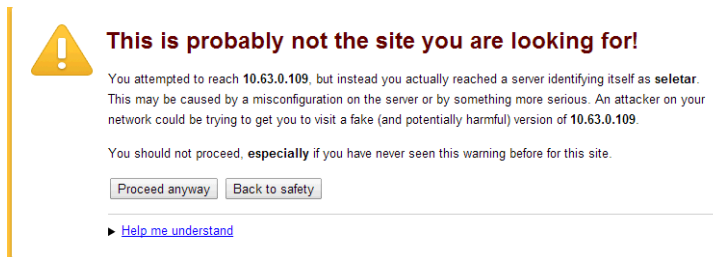 This is probably not the site you are looking for!
You attempted to reach 10.63.0.109, but instead you actually reached a server identifying itself as seletar.
This may be caused by a misconfiguration on the server or by something more serious. An attacker on your
network could be trying to get you to visit a fake (and potentially harmful) version of 10.63.0.109.
You should not proceed, especially if you have never seen this warning before for this site.
Proceed anyway Back to safety
Help me understand